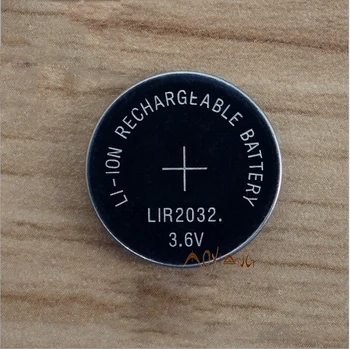 LI-ION RECHARGEABLE BATTERY
+
LIR2032.
3.6V